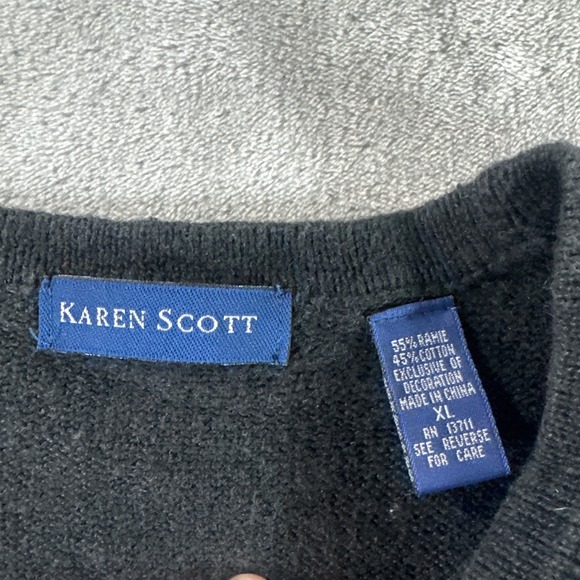 KAREN SCOTT
55% RAMIE
45% COTTON
EXCLUSIVE OF
DECORATION
MADE IN CHINA
XL
RN 13711
SEE REVERSE
FOR CARE